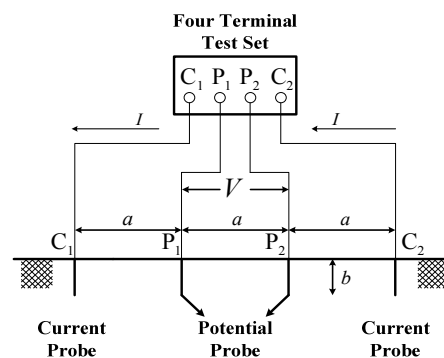 Four Terminal
Test Set
C1 P1 P2 C2
I I
V
a a a
C1 P1 P2 C2
b
Current Probe
Potential Probe
Current Probe